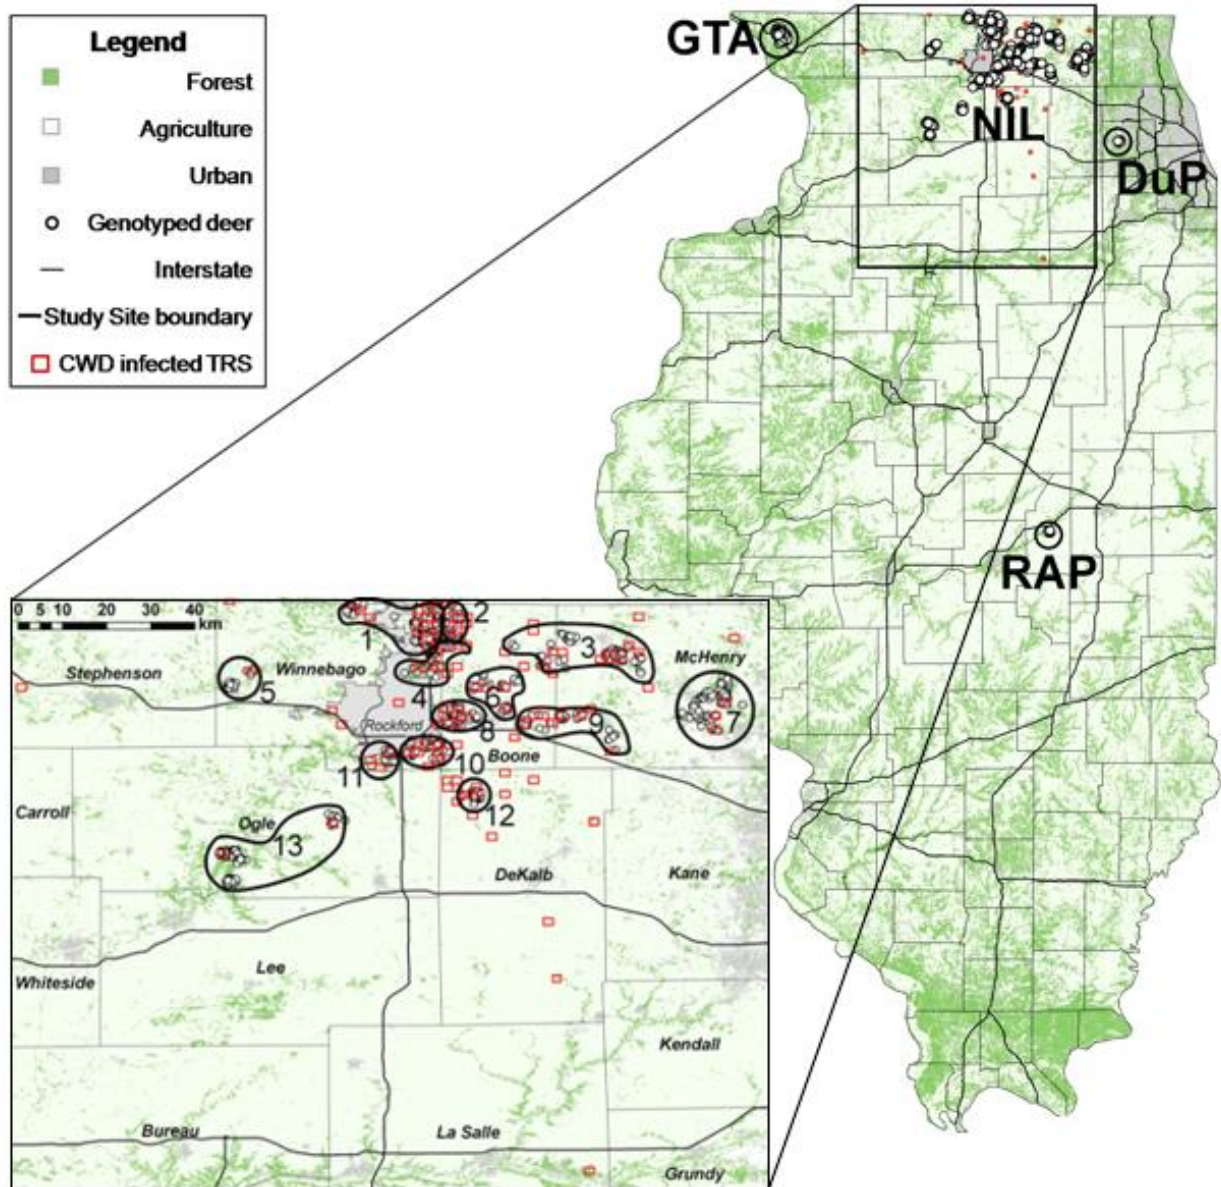 Legend
Forest
Agriculture
Urban
Genotyped deer
Interstate
Study Site boundary
CWD infected TRS
GTA
NIL
DuP
RAP
0 5 10 20 30 40
km
1
2
3
Stephenson
Winnebago
McHenry
5
4
6
7
Rockford
8
9
Boone
11
10
12
Carroll
Ogle
13
DeKalb
Kane
Whiteside
Lee
Kendall
Bureau
La Salle
Grundy